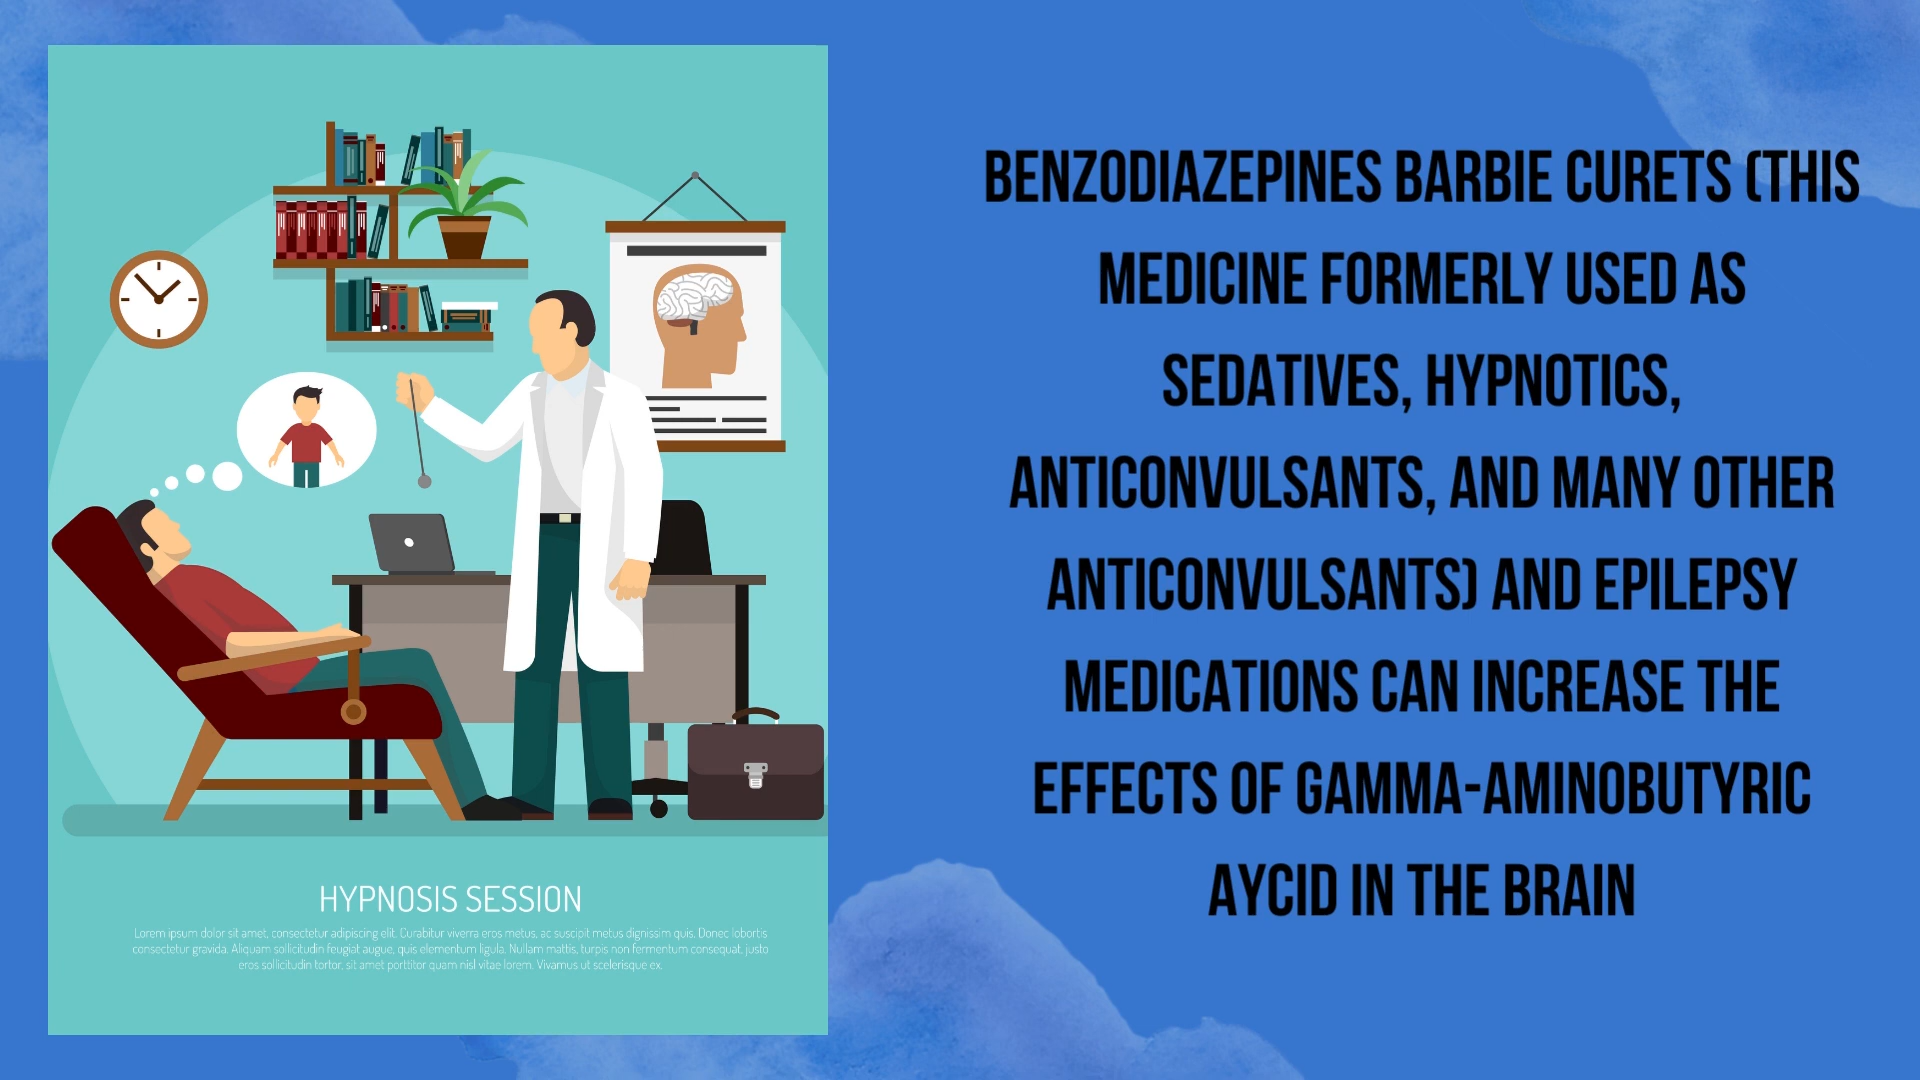 BENZODIAZEPINES BARBIE CURETS (THIS
MEDICINE FORMERLY USED AS
SEDATIVES, HYPNOTICS,
ANTICONVULSANTS, AND MANY OTHER
ANTICONVULSANTS) AND EPILEPSY
MEDICATIONS CAN INCREASE THE
EFFECTS OF GAMMA-AMINOBUTYRIC
AYCID IN THE BRAIN
HYPNOSIS SESSION
Lorem ipsum dolor sit amet, consectetur adipiscing elit. Curabitur viverra eros metus, ac suscipit metus dignissim quis. Donec lobortis
consectetur gravida. Aliquam sollicitudin feugiat augue, quis elementum ligula. Nullam mattis, turpis non fermentum consequat, justo
eros sollicitudin tortor, sit amet porttitor quam nisl vitae lorem. Vivamus ut scelerisque ex.